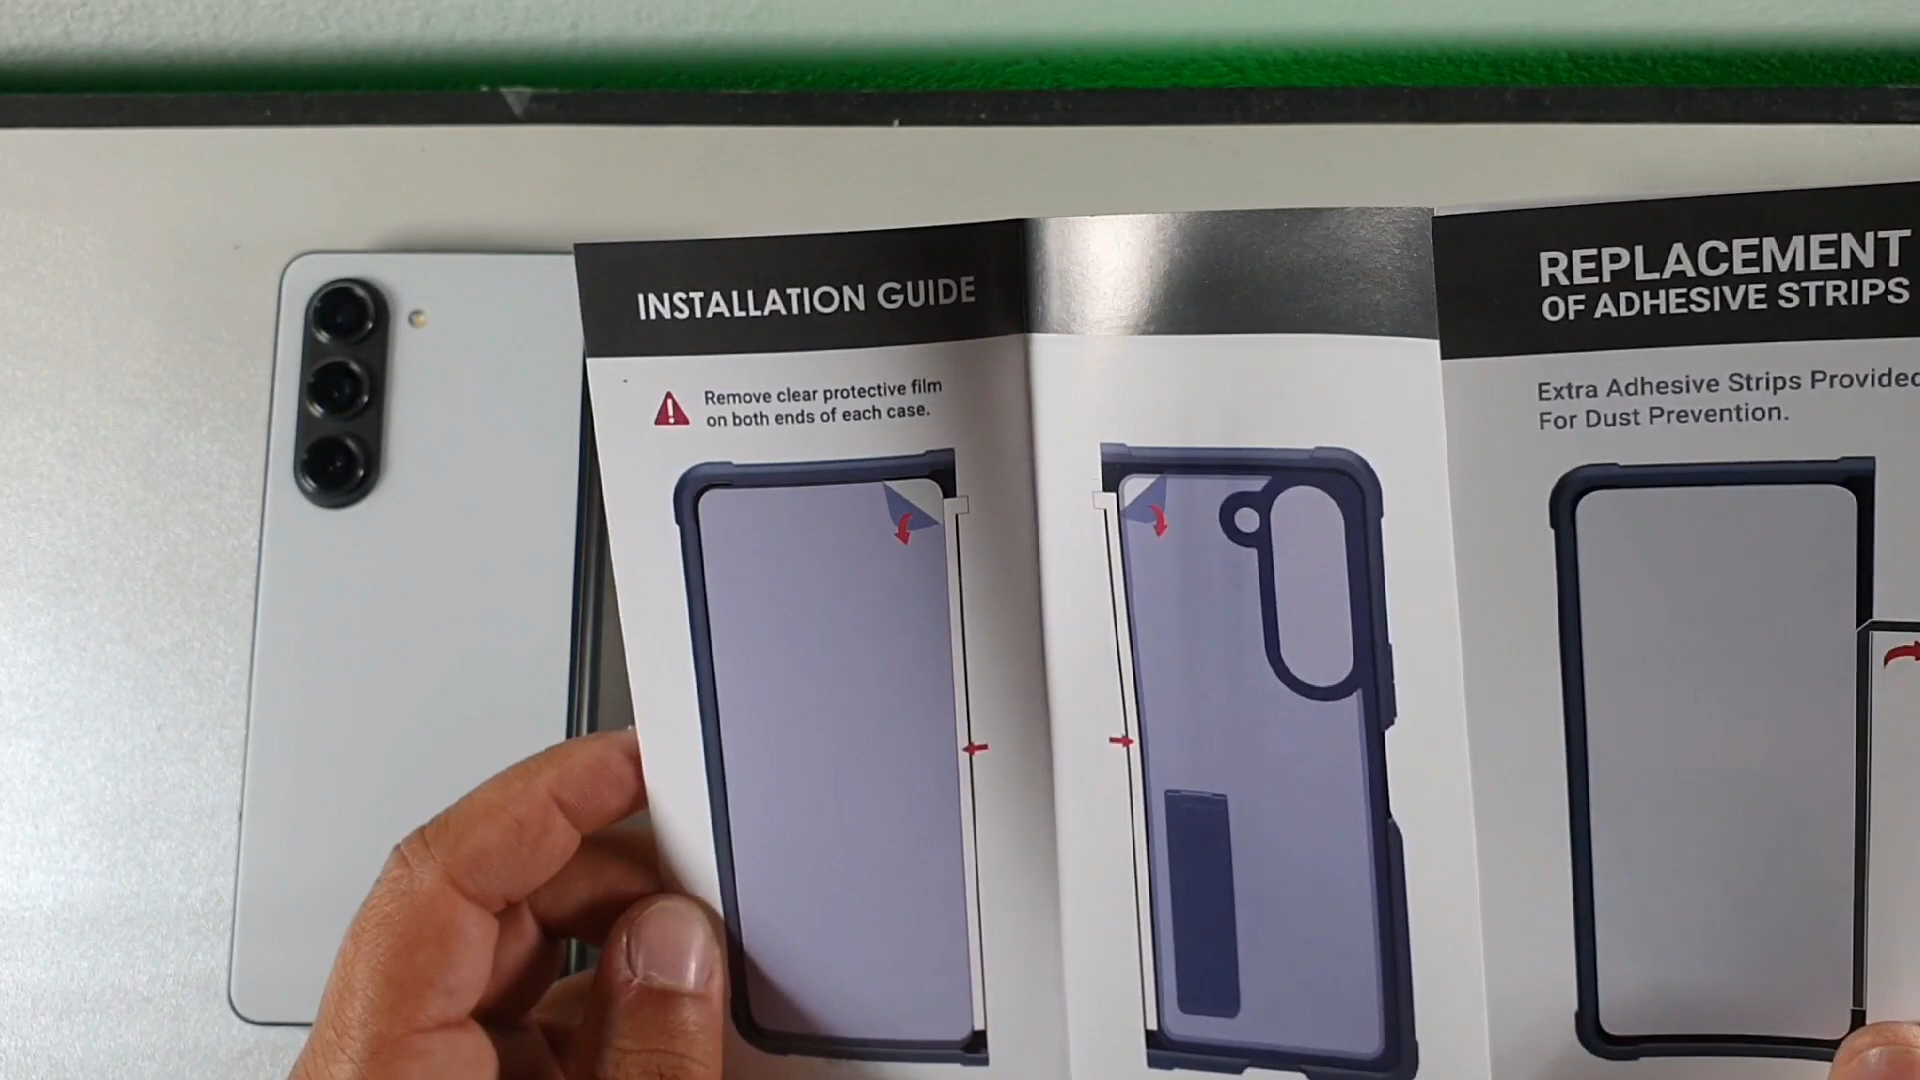 INSTALLATION GUIDE
Remove clear protective film
on both ends of each case.
REPLACEMENT
OF ADHESIVE STRIPS
Extra Adhesive Strips Provided
For Dust Prevention.